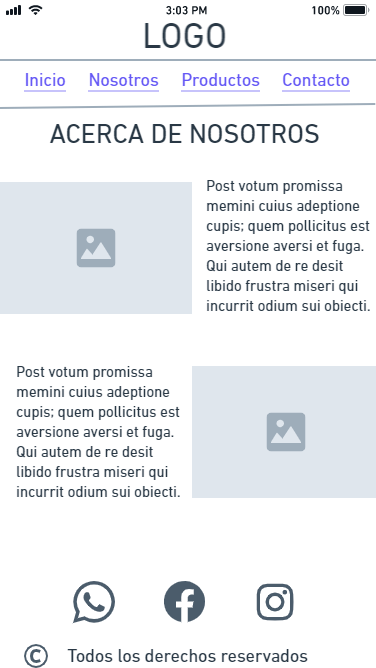 3:03 PM 100%
LOGO
Inicio Nosotros Productos Contacto
ACERCA DE NOSOTROS
Post votum promissa
memini cuius adeptione
cupis; quem pollicitus est
aversione aversi et fuga.
Qui autem de re desit
libido frustra miseri qui
incurrit odium sui obiecti.
Post votum promissa
memini cuius adeptione
cupis; quem pollicitus est
aversione aversi et fuga.
Qui autem de re desit
libido frustra miseri qui
incurrit odium sui obiecti.
© Todos los derechos reservados